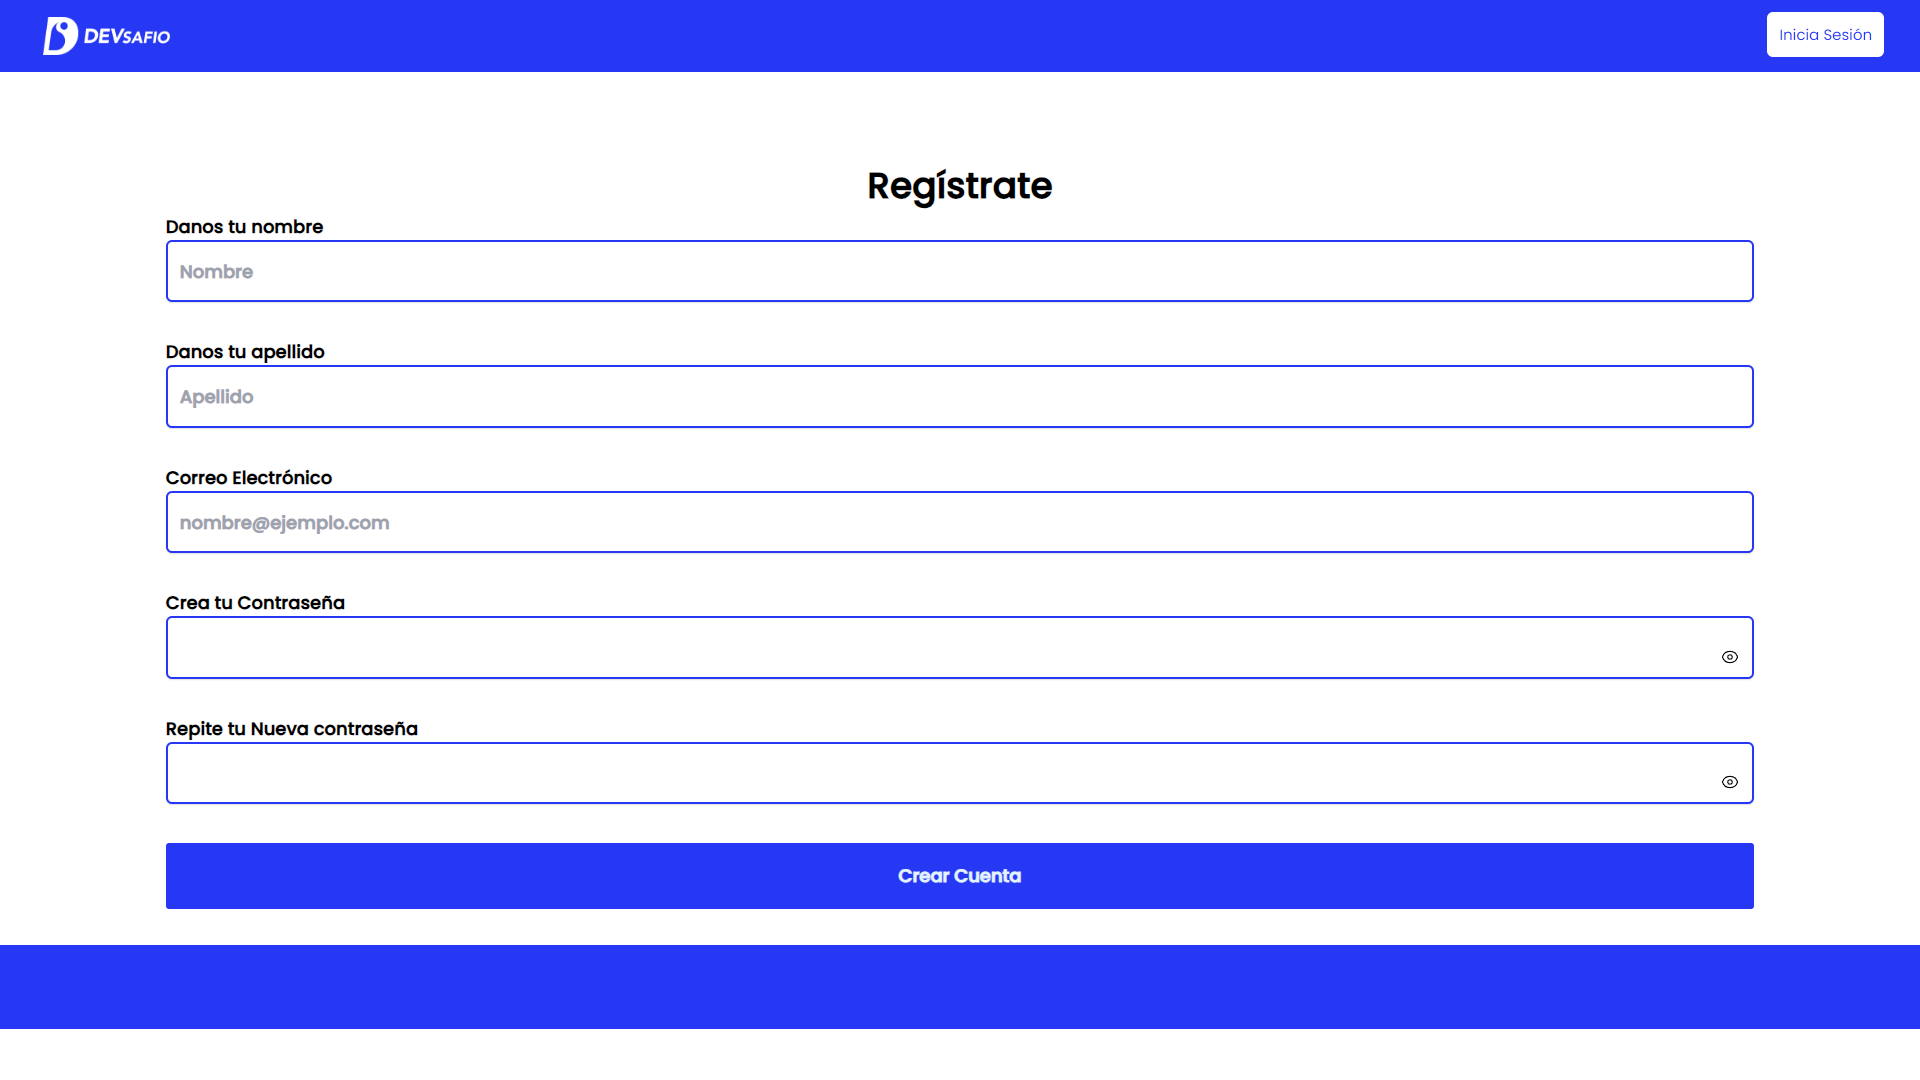 DEVSAFIO
Inicia Sesión
Regístrate
Danos tu nombre
Nombre
Danos tu apellido
Apellido
Correo Electrónico
nombre@ejemplo.com
Crea tu Contraseña
Repite tu Nueva contraseña
Crear Cuenta